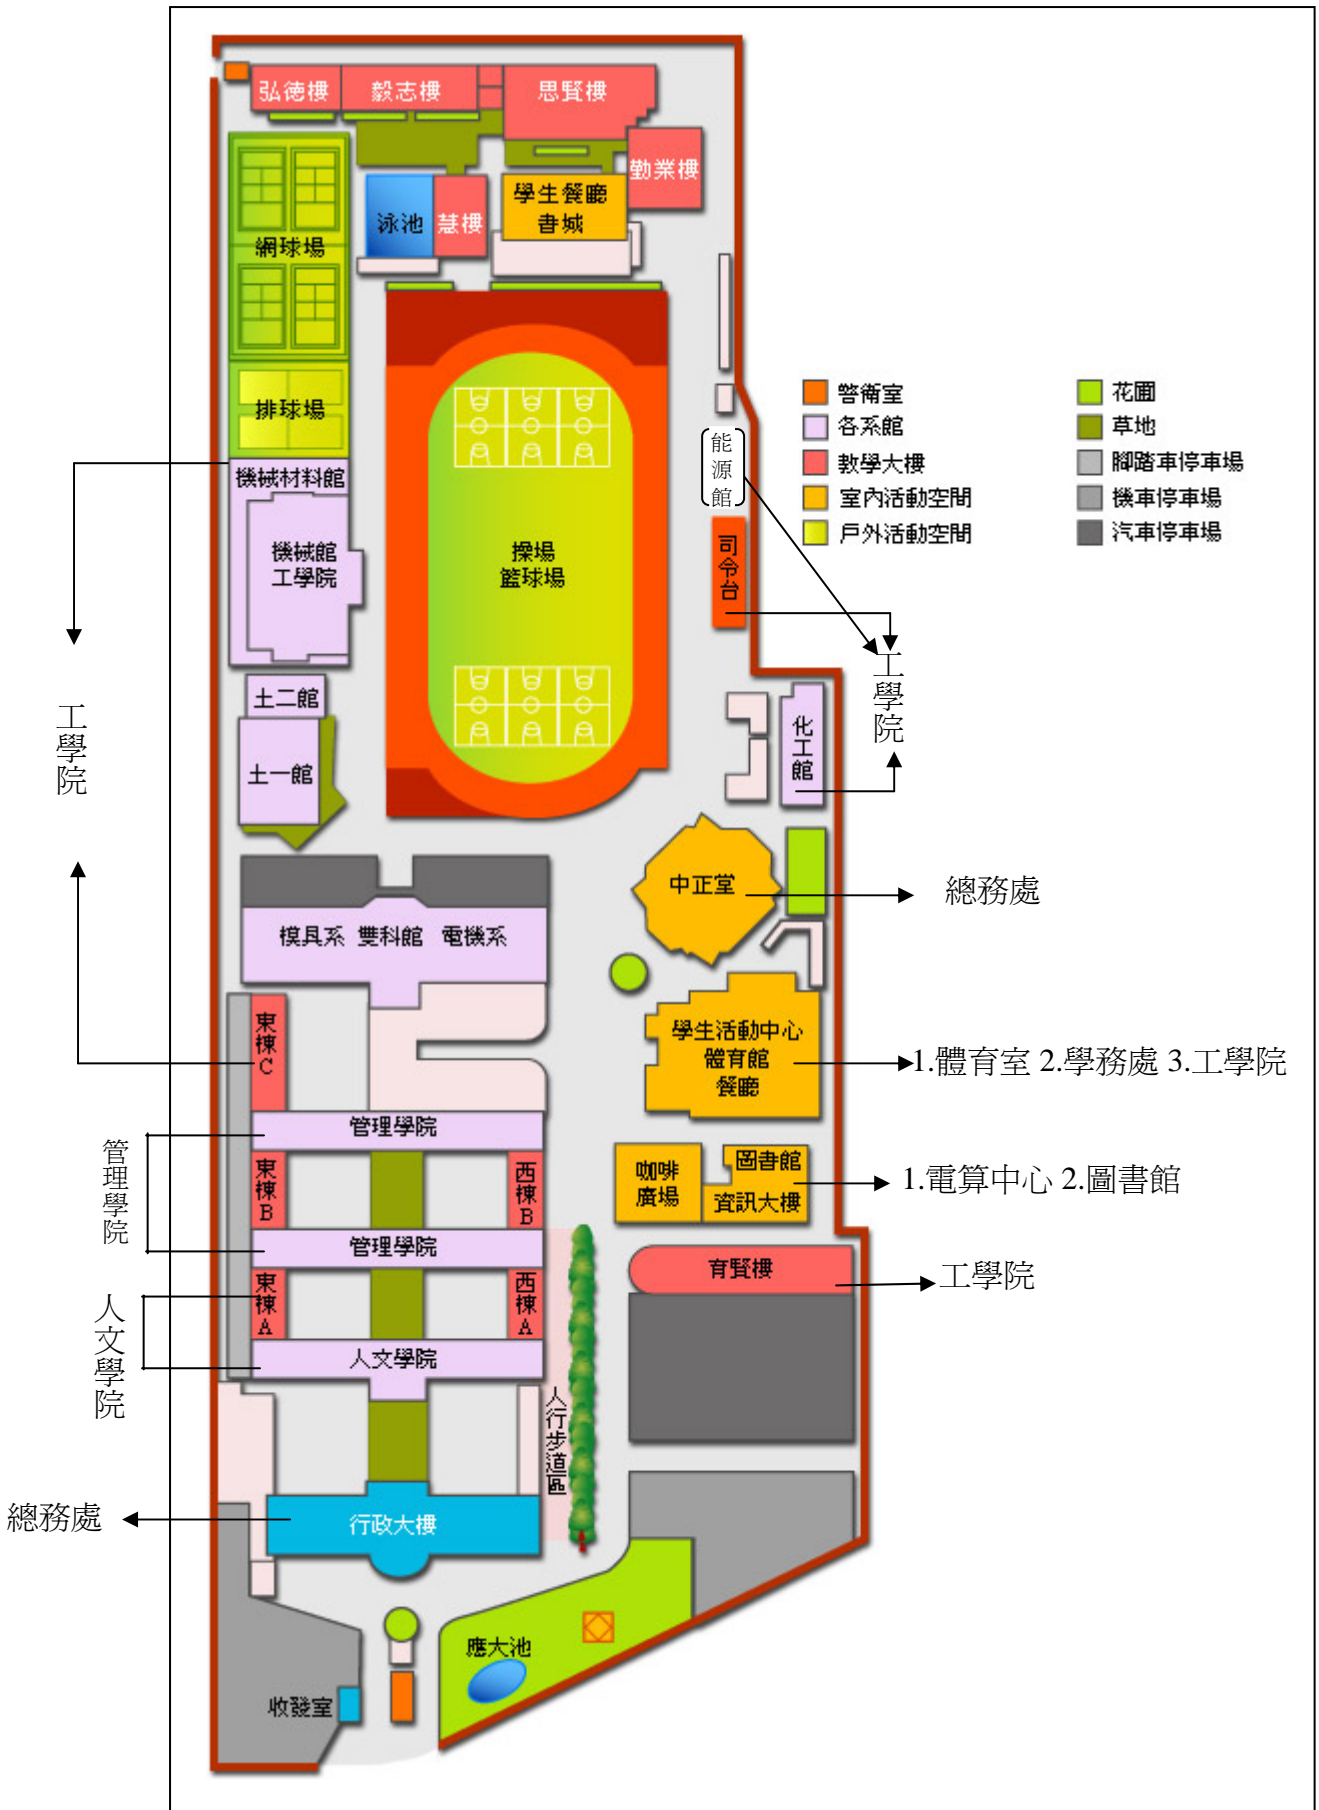 弘德樓
毅志樓
思賢樓
勤業樓
泳池
慧樓
學生餐廳
書城
網球場
排球場
警衛室
各系館
教學大樓
室內活動空間
戶外活動空間
花圃
草地
腳踏車停車場
機車停車場
汽車停車場
能源館
機械材料館
機械館
工學院
操場
籃球場
司令台
工學院
工學院
土二館
土一館
化工館
中正堂
總務處
模具系 雙科館 電機系
東棟C
學生活動中心
體育館
餐廳
1.體育室 2.學務處 3.工學院
管理學院
管理學院
東棟B
西棟B
咖啡廣場
圖書館
資訊大樓
1.電算中心 2.圖書館
管理學院
育賢樓
工學院
東棟A
西棟A
人文學院
人文學院
人行步道區
總務處
行政大樓
應大池
收發室